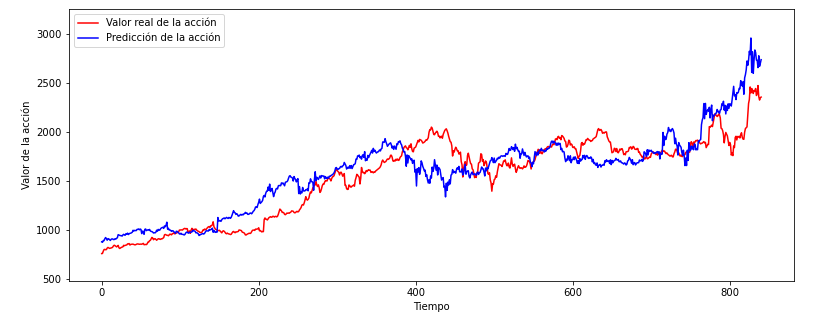 Valor real de la acción
Predicción de la acción
Valor de la acción
3000
2500
2000
1500
1000
500
0
200
400
600
800
Tiempo